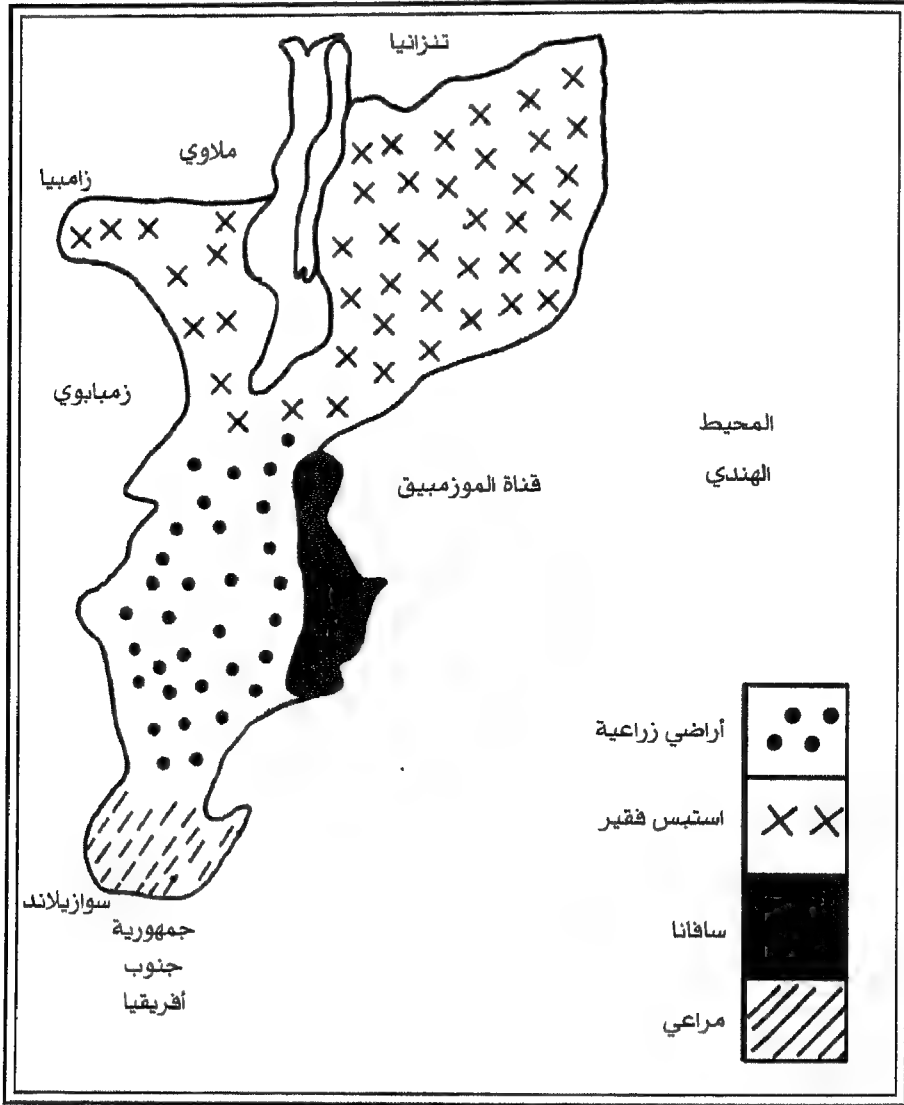 تنزانيا
ملاوي
زامبيا
زمبابوي
المحيط
الهندي
قناة الموزمبيق
أراضي زراعية
استبس فقير
سافانا
مراعي
سوازيلاند
جمهورية
جنوب
أفريقيا